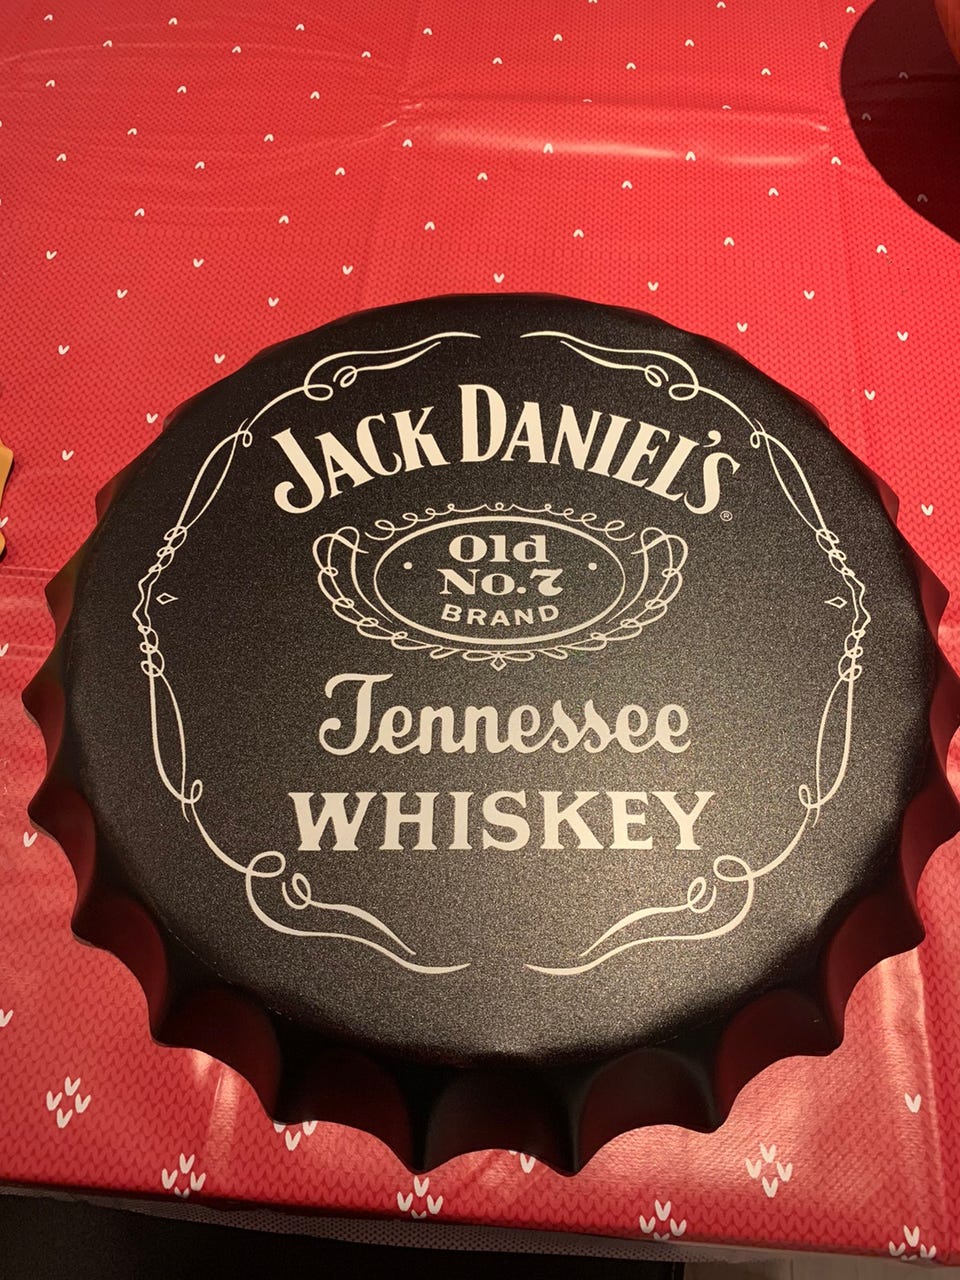 JACK DANIEL'S
®
Old
No.7
BRAND
Tennessee
WHISKEY